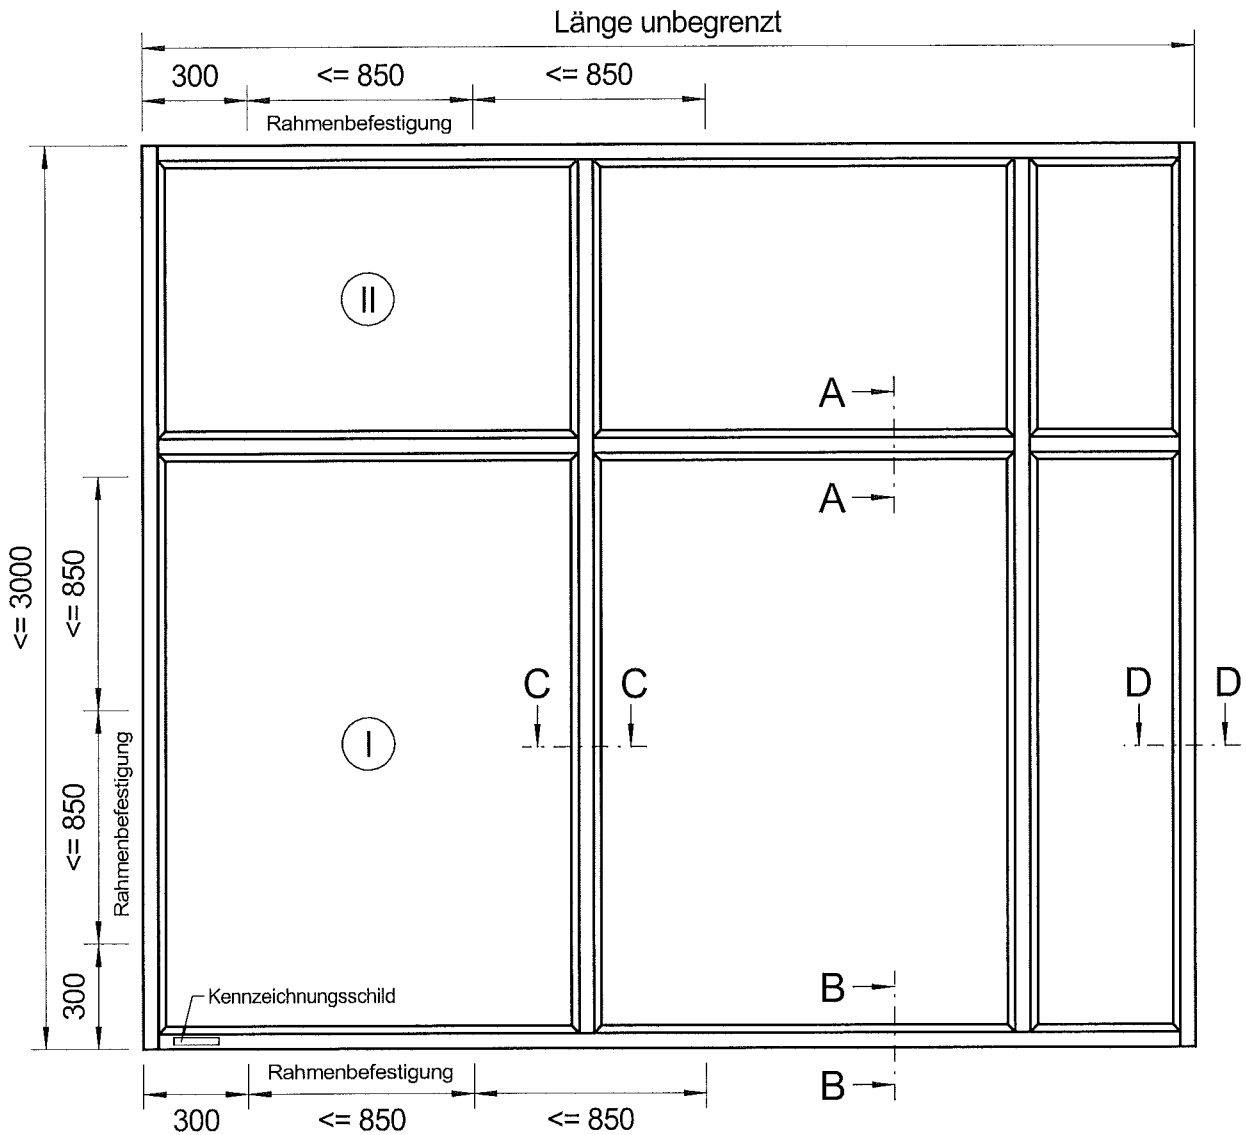 Länge unbegrenzt
300
<= 850
<= 850
Rahmenbefestigung
II
A
A
<= 3000
<= 850
<= 850
Rahmenbefestigung
300
C
C
D
D
I
Kennzeichnungsschild
B
B
Rahmenbefestigung
300
<= 850
<= 850